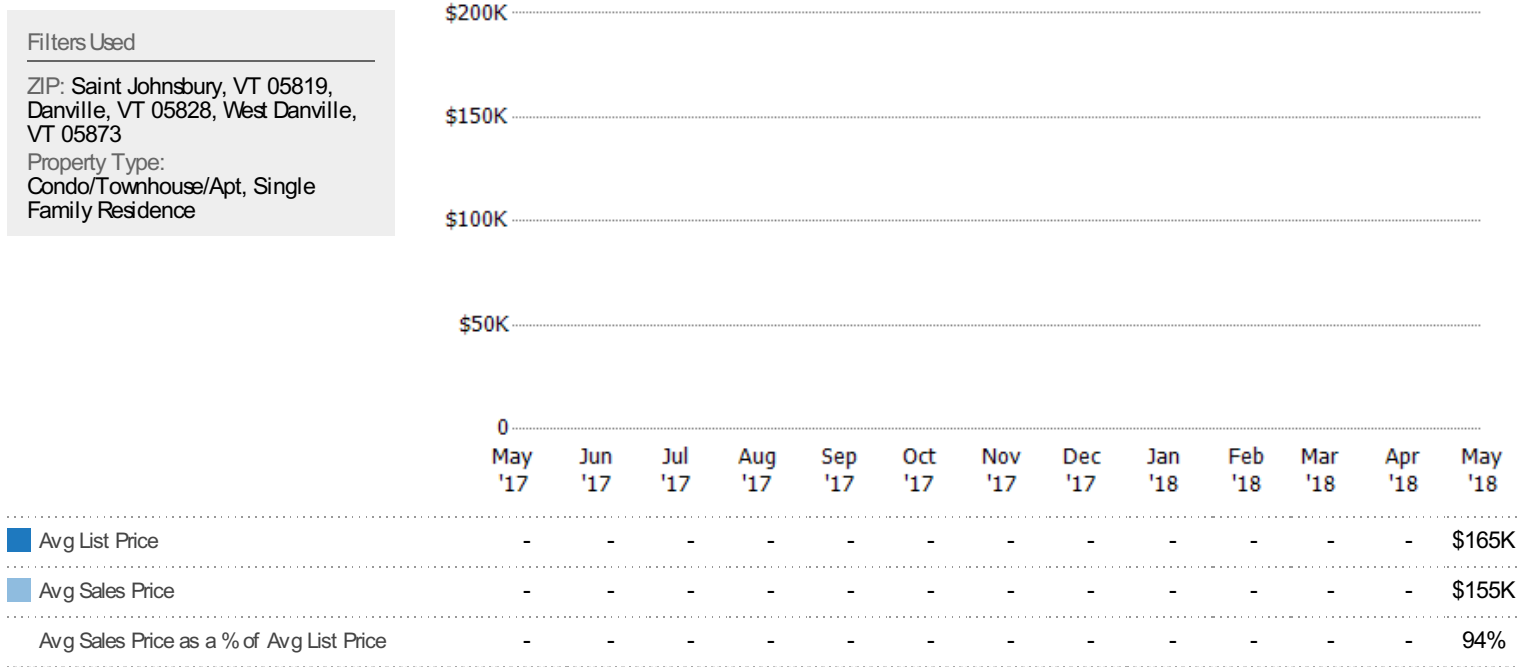 Filters Used
ZIP: Saint Johnsbury, VT 05819,
Danville, VT 05828, West Danville,
VT 05873
Property Type:
Condo/Townhouse/Apt, Single
Family Residence
$200K
$150K
$100K
$50K
0
May Jun Jul Aug Sep Oct Nov Dec Jan Feb Mar Apr May
'17 '17 '17 '17 '17 '17 '17 '17 '18 '18 '18 '18 '18
Avg List Price - - - - - - - - - - - - $165K
Avg Sales Price - - - - - - - - - - - - $155K
Avg Sales Price as a % of Avg List Price - - - - - - - - - - - - 94%